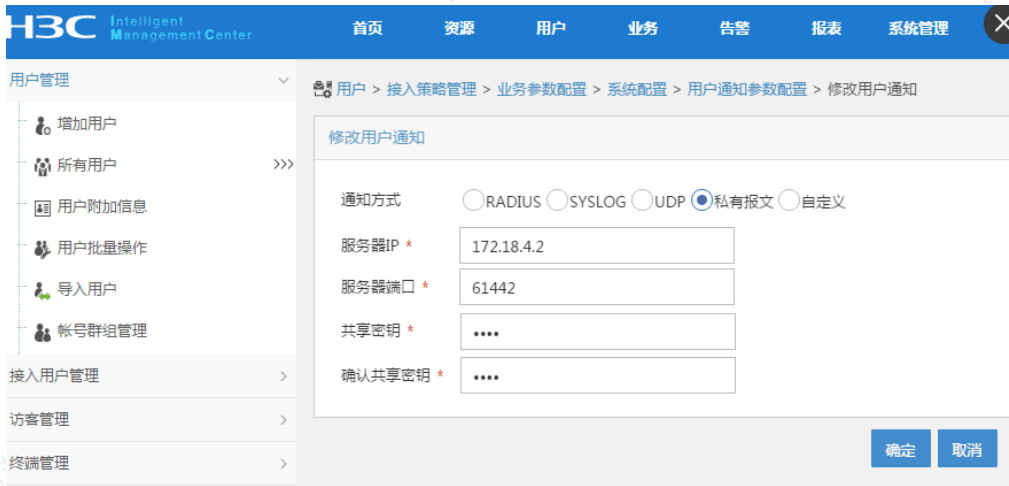 H3C Intelligent Management Center
首页 资源 用户 业务 告警 报表 系统管理
用户管理
增加用户
所有用户 >>>
用户附加信息
用户批量操作
导入用户
帐号群组管理
接入用户管理
访客管理
终端管理
用户 > 接入策略管理 > 业务参数配置 > 系统配置 > 用户通知参数配置 > 修改用户通知
修改用户通知
通知方式 RADIUS SYSLOG UDP 私有报文 自定义
服务器IP * 172.18.4.2
服务器端口 * 61442
共享密钥 * ••••
确认共享密钥 * ••••
确定 取消